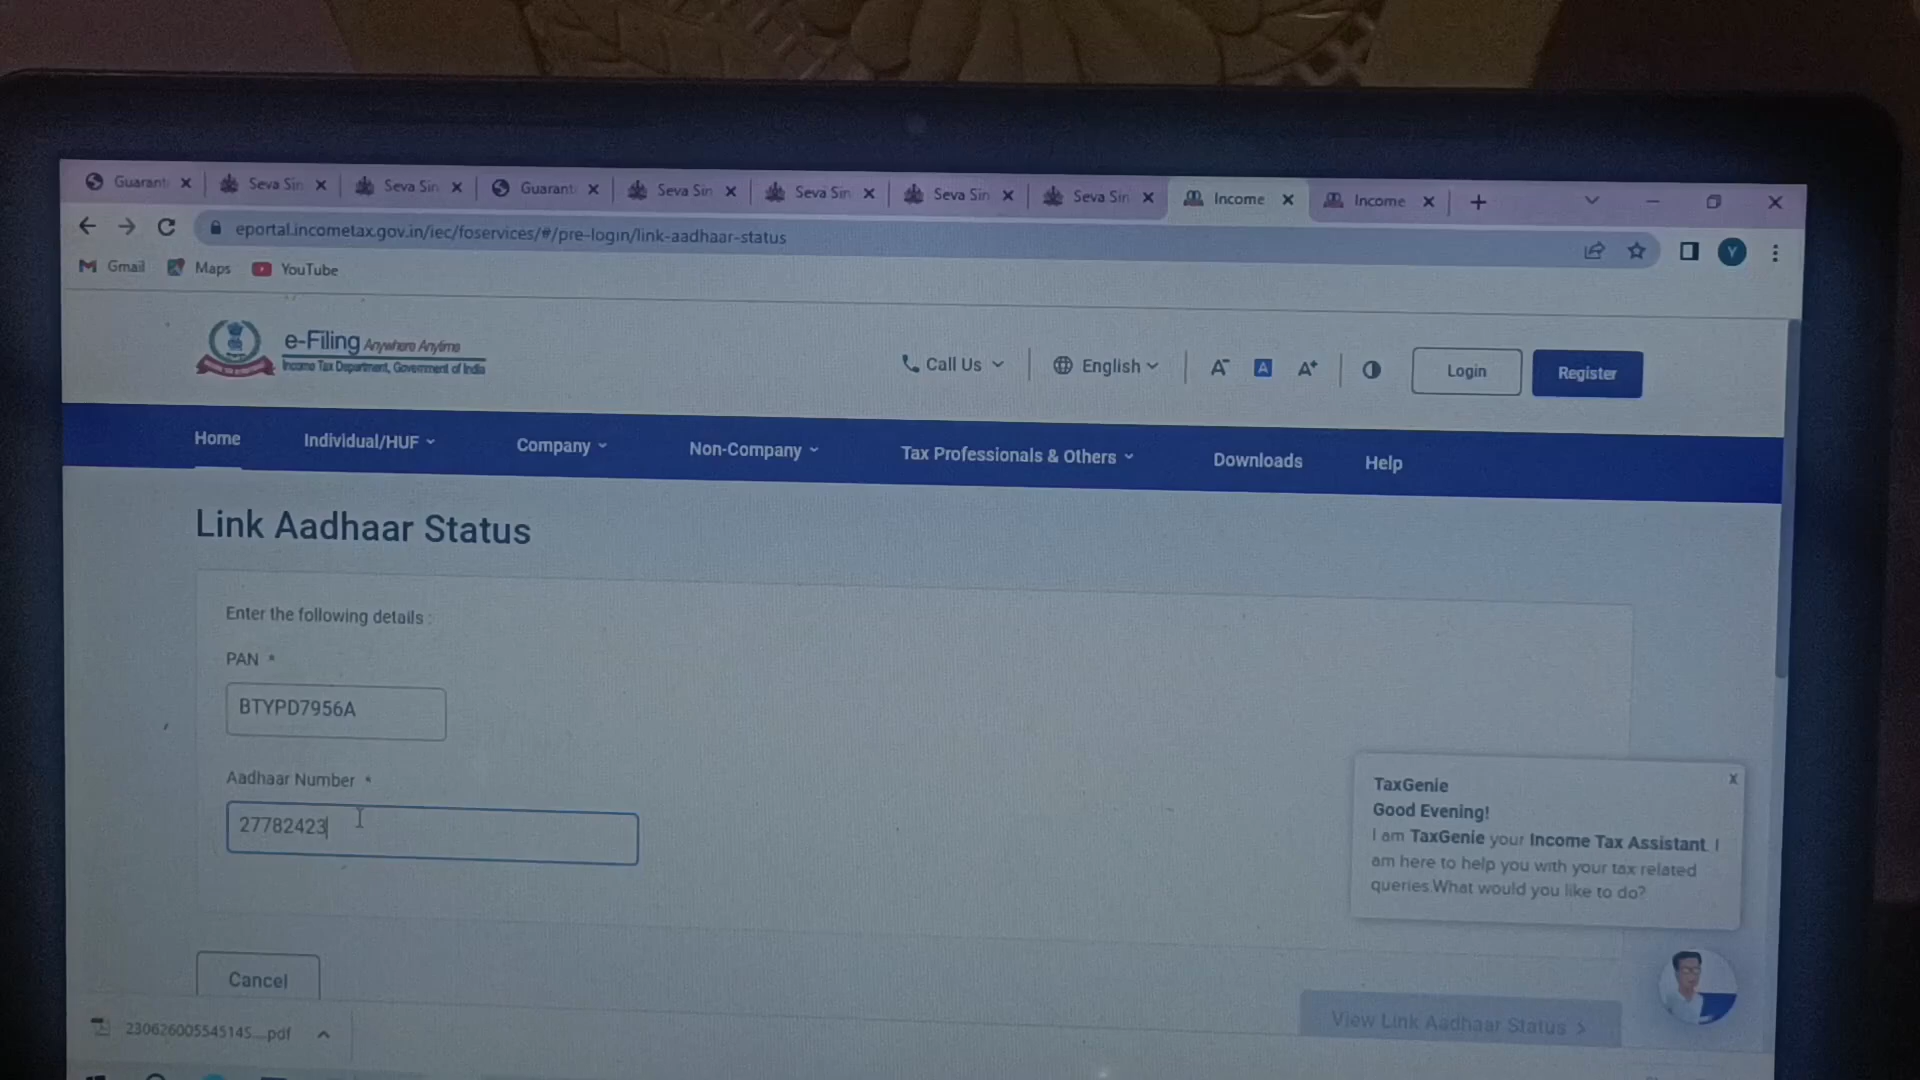 Guarant
Seva Sin
Seva Sin
Guarant
Seva Sin
Seva Sin
Seva Sin
Seva Sin
Income
Income
eportal.incometax.gov.in/iec/foservices/#/pre-login/link-aadhaar-status
Y
Gmail
Maps
YouTube
e-Filing Anywhere Anytime
Income Tax Department, Government of India
Call Us
English
A-
A
A+
Login
Register
Home
Individual/HUF
Company
Non-Company
Tax Professionals & Others
Downloads
Help
Link Aadhaar Status
Enter the following details :
PAN *
BTYPD7956A
Aadhaar Number *
27782423
TaxGenie
x
Good Evening!
I am TaxGenie your Income Tax Assistant. I
am here to help you with your tax related
queries.What would you like to do?
Cancel
View Link Aadhaar Status >
230626005545145....pdf